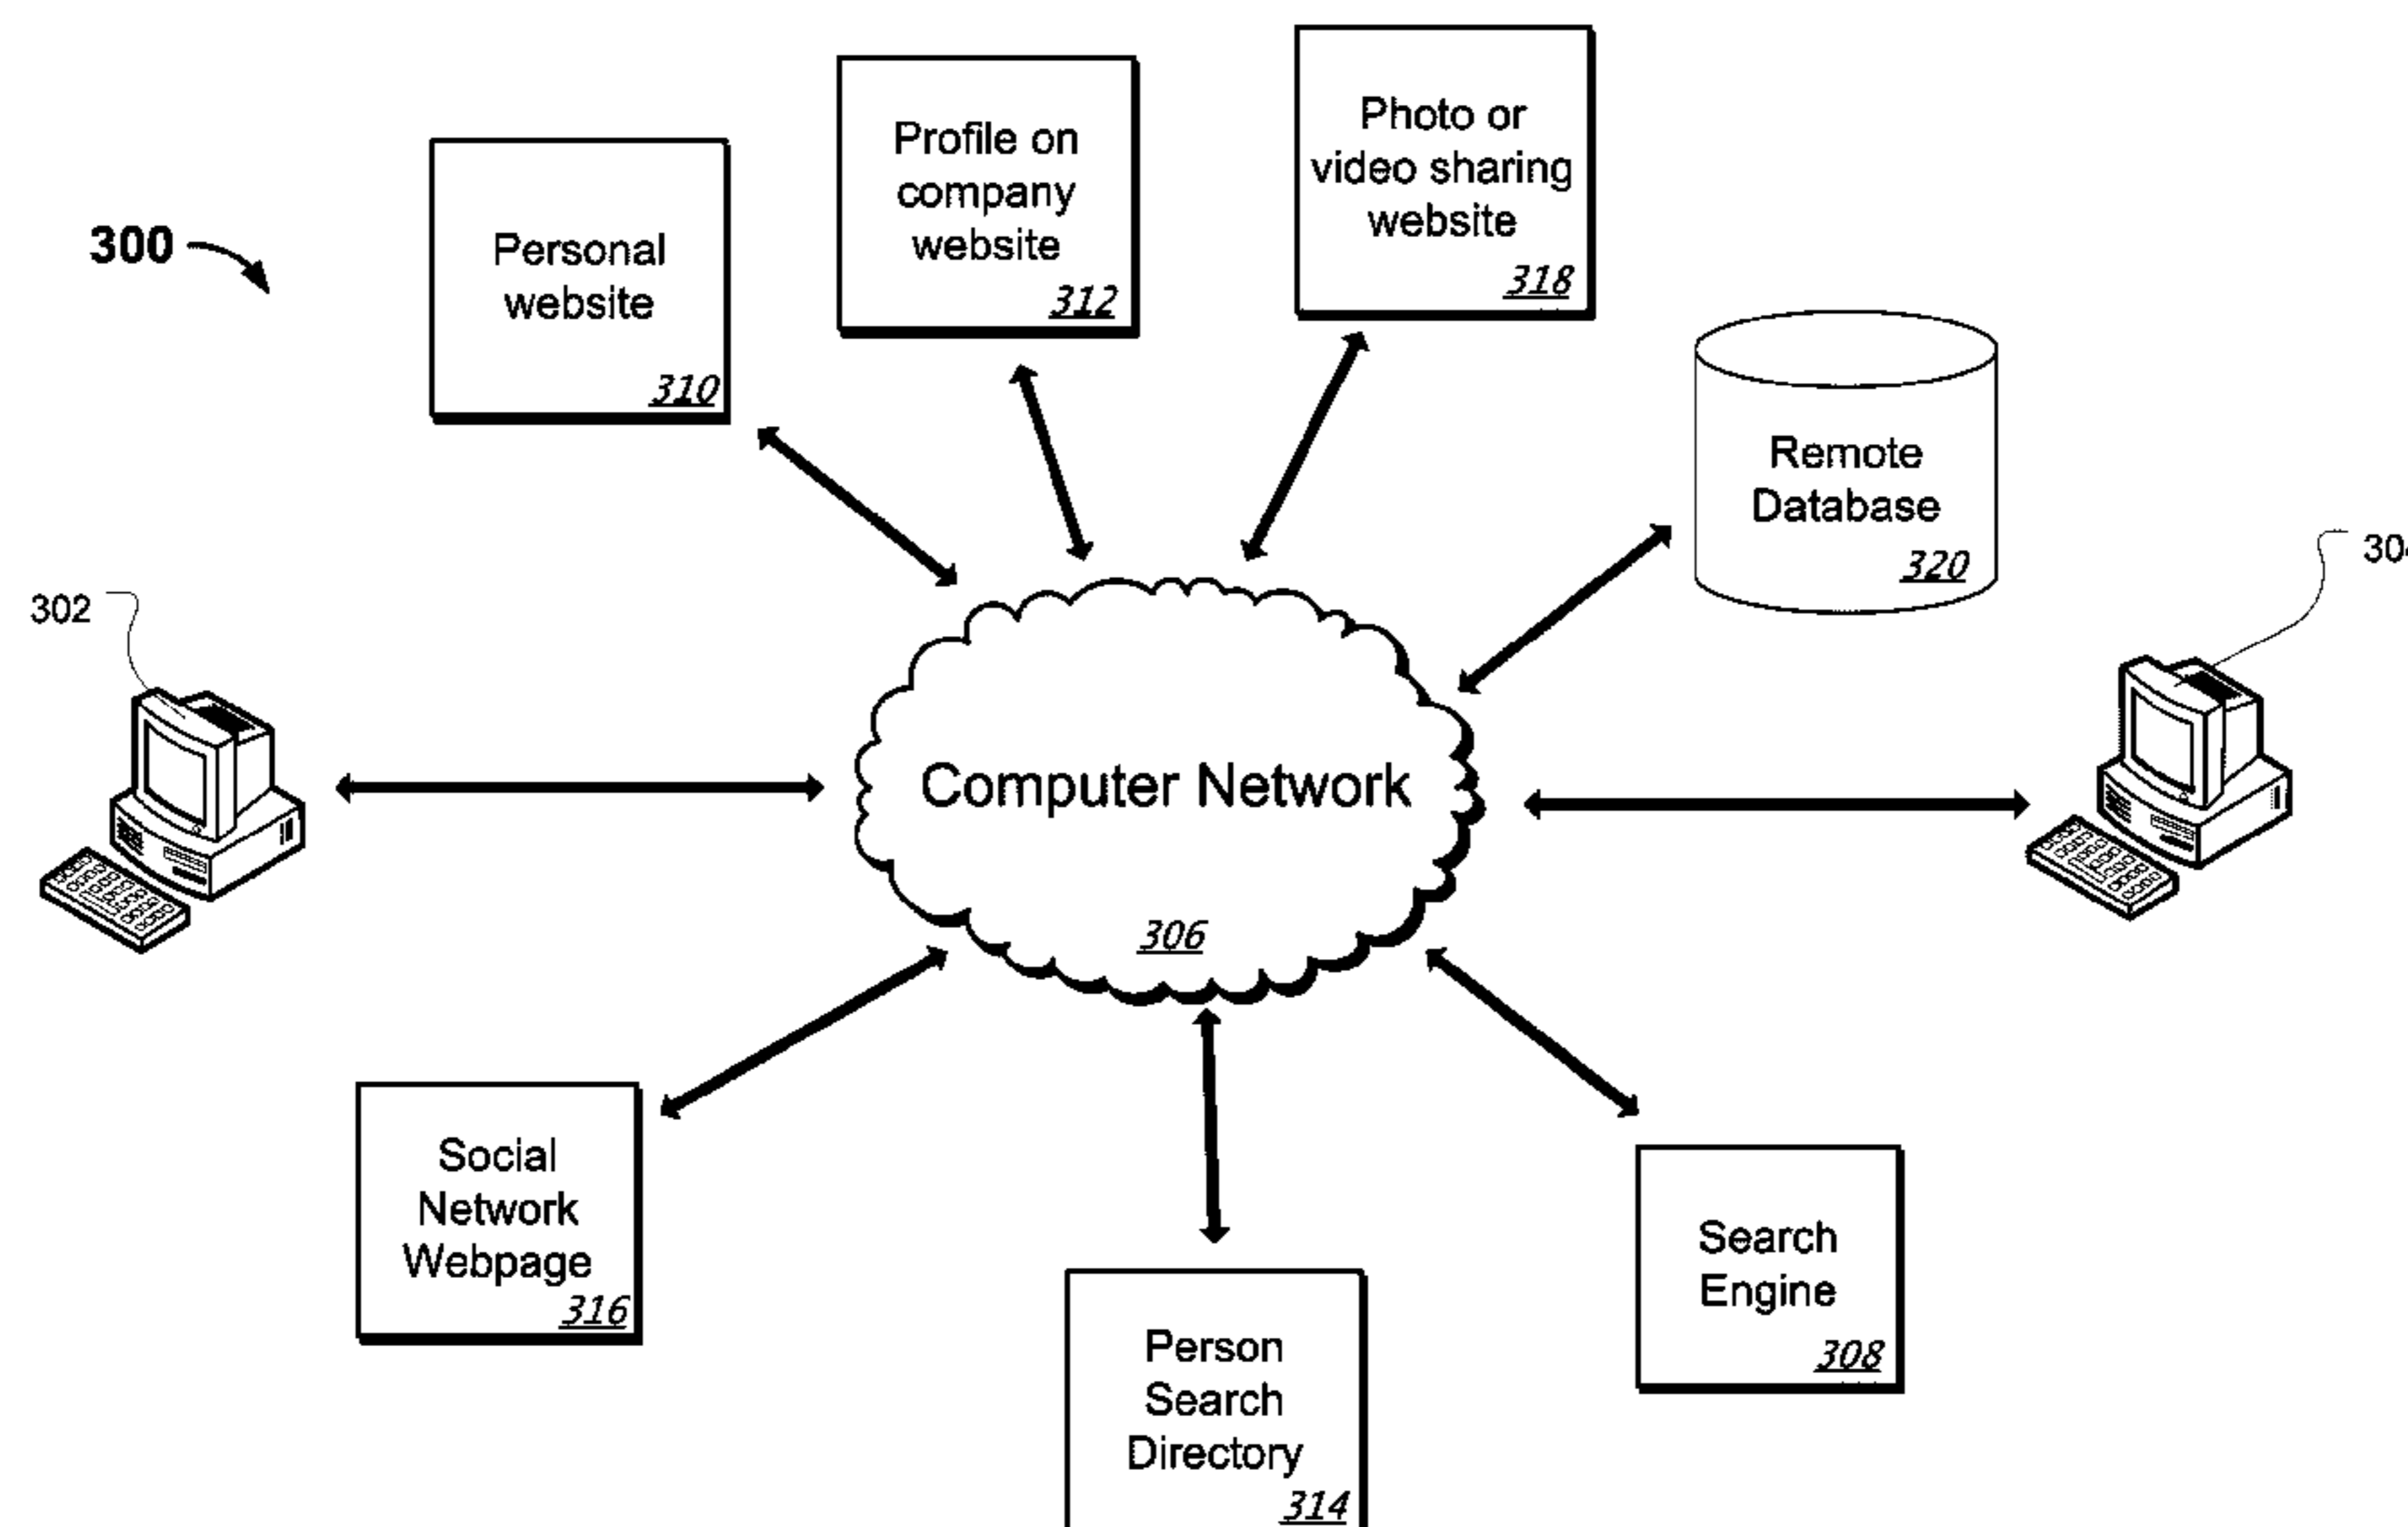 300
Personal
website
310
Profile on
company
website
312
Photo or
video sharing
website
318
Remote
Database
320
302
Computer Network
306
Social
Network
Webpage
316
Person
Search
Directory
314
Search
Engine
308